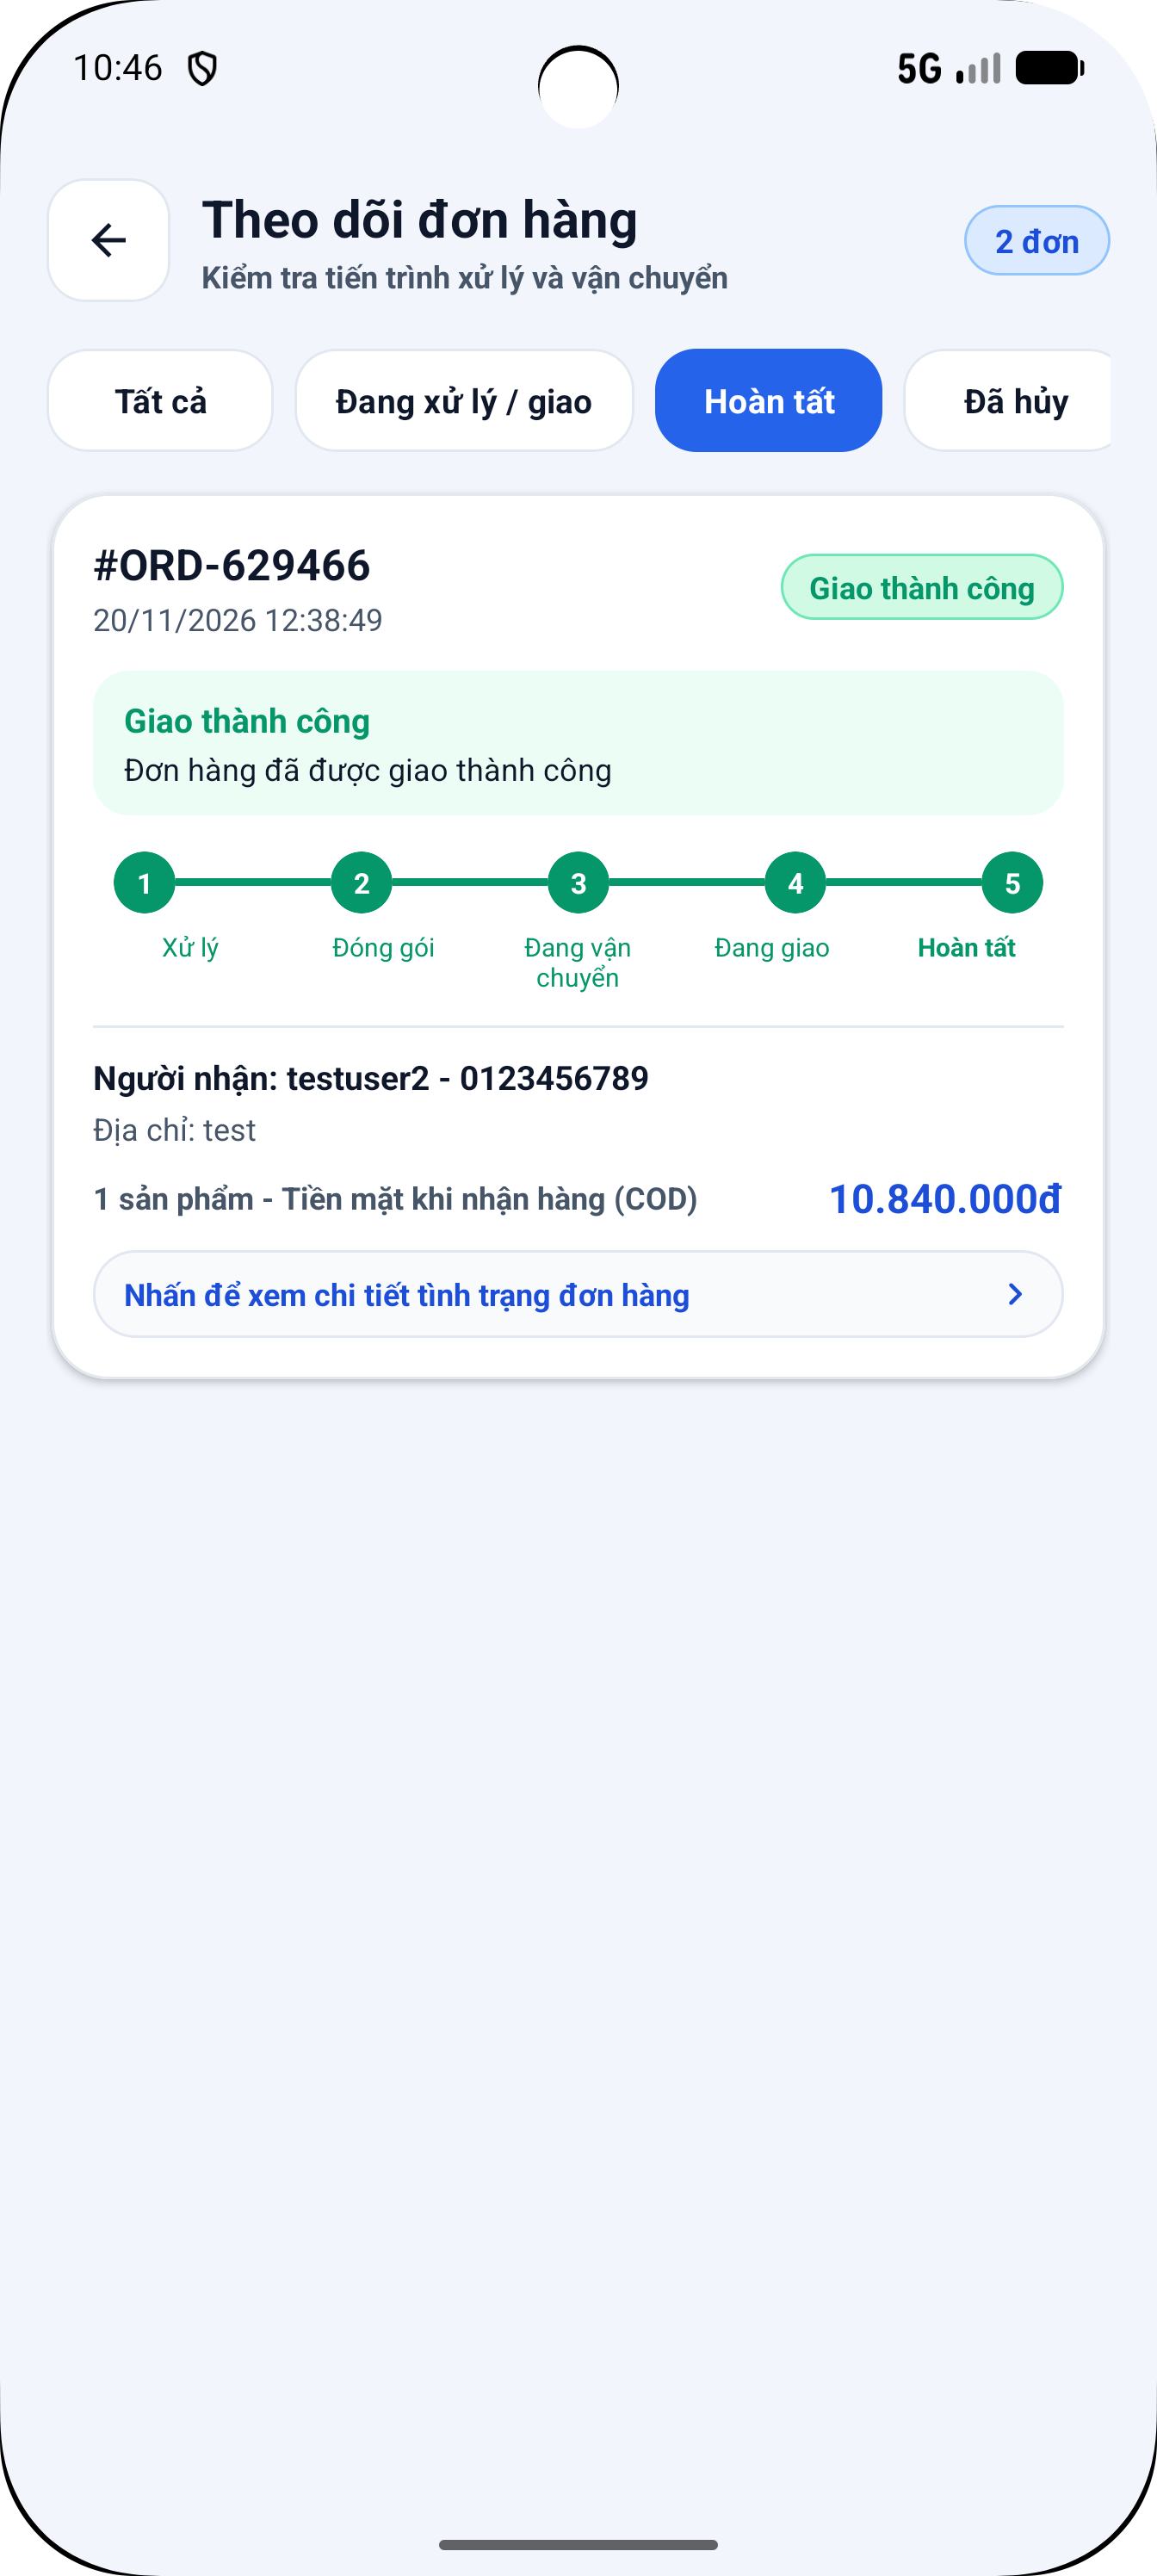 10:46
5G
Theo dõi đơn hàng
Kiểm tra tiến trình xử lý và vận chuyển
2 đơn
Tất cả
Đang xử lý / giao
Hoàn tất
Đã hủy
#ORD-629466
20/11/2026 12:38:49
Giao thành công
Giao thành công
Đơn hàng đã được giao thành công
1
2
3
4
5
Xử lý
Đóng gói
Đang vận
chuyển
Đang giao
Hoàn tất
Người nhận: testuser2 - 0123456789
Địa chỉ: test
1 sản phẩm - Tiền mặt khi nhận hàng (COD)
10.840.000đ
Nhấn để xem chi tiết tình trạng đơn hàng